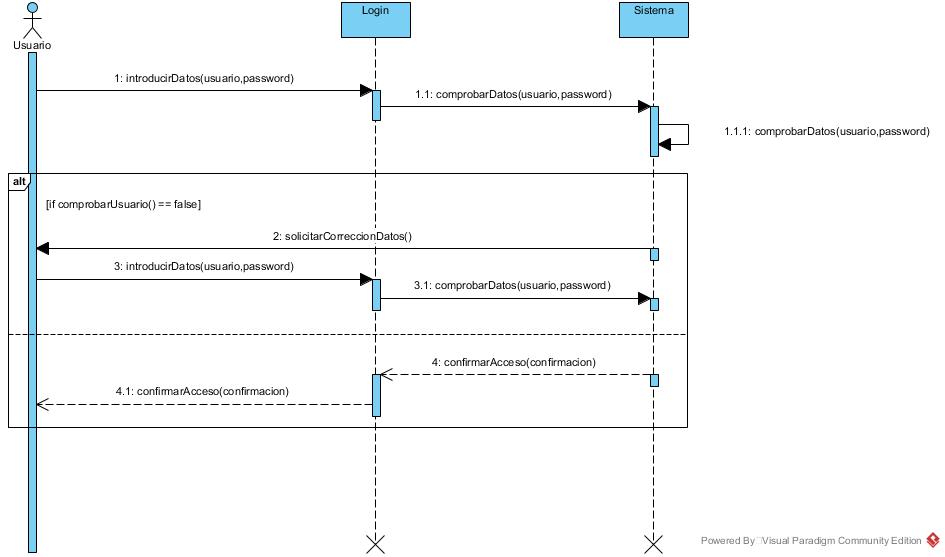 Login
Sistema
Usuario
1: introducirDatos(usuario,password)
1.1: comprobarDatos(usuario,password)
1.1.1: comprobarDatos(usuario,password)
alt
[if comprobarUsuario() == false]
2: solicitarCorreccionDatos()
3: introducirDatos(usuario,password)
3.1: comprobarDatos(usuario,password)
4: confirmarAcceso(confirmacion)
4.1: confirmarAcceso(confirmacion)
Powered By Visual Paradigm Community Edition